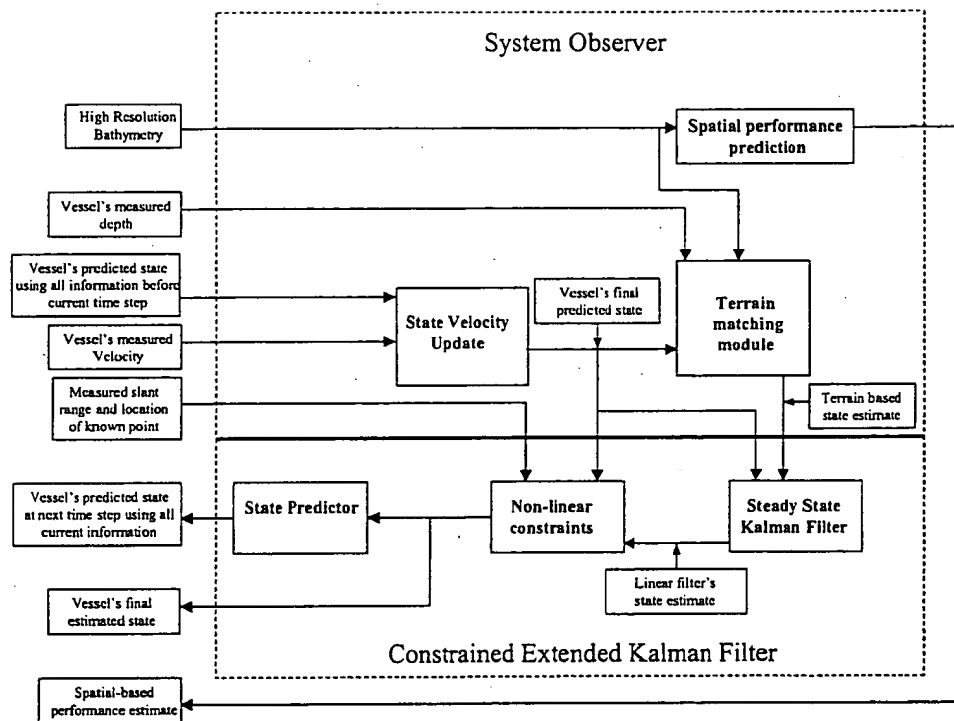 System Observer
High Resolution
Bathymetry
Spatial performance
prediction
Vessel's measured
depth
Vessel's predicted state
using all information before
current time step
Vessel's final
predicted state
Terrain
matching
module
State Velocity
Update
Vessel's measured
Velocity
Measured slant
range and location
of known point
Terrain based
state estimate
Vessel's predicted state
at next time step using all
current information
State Predictor
Non-linear
constraints
Steady State
Kalman Filter
Linear filter's
state estimate
Vessel's final
estimated state
Constrained Extended Kalman Filter
Spatial-based
performance estimate